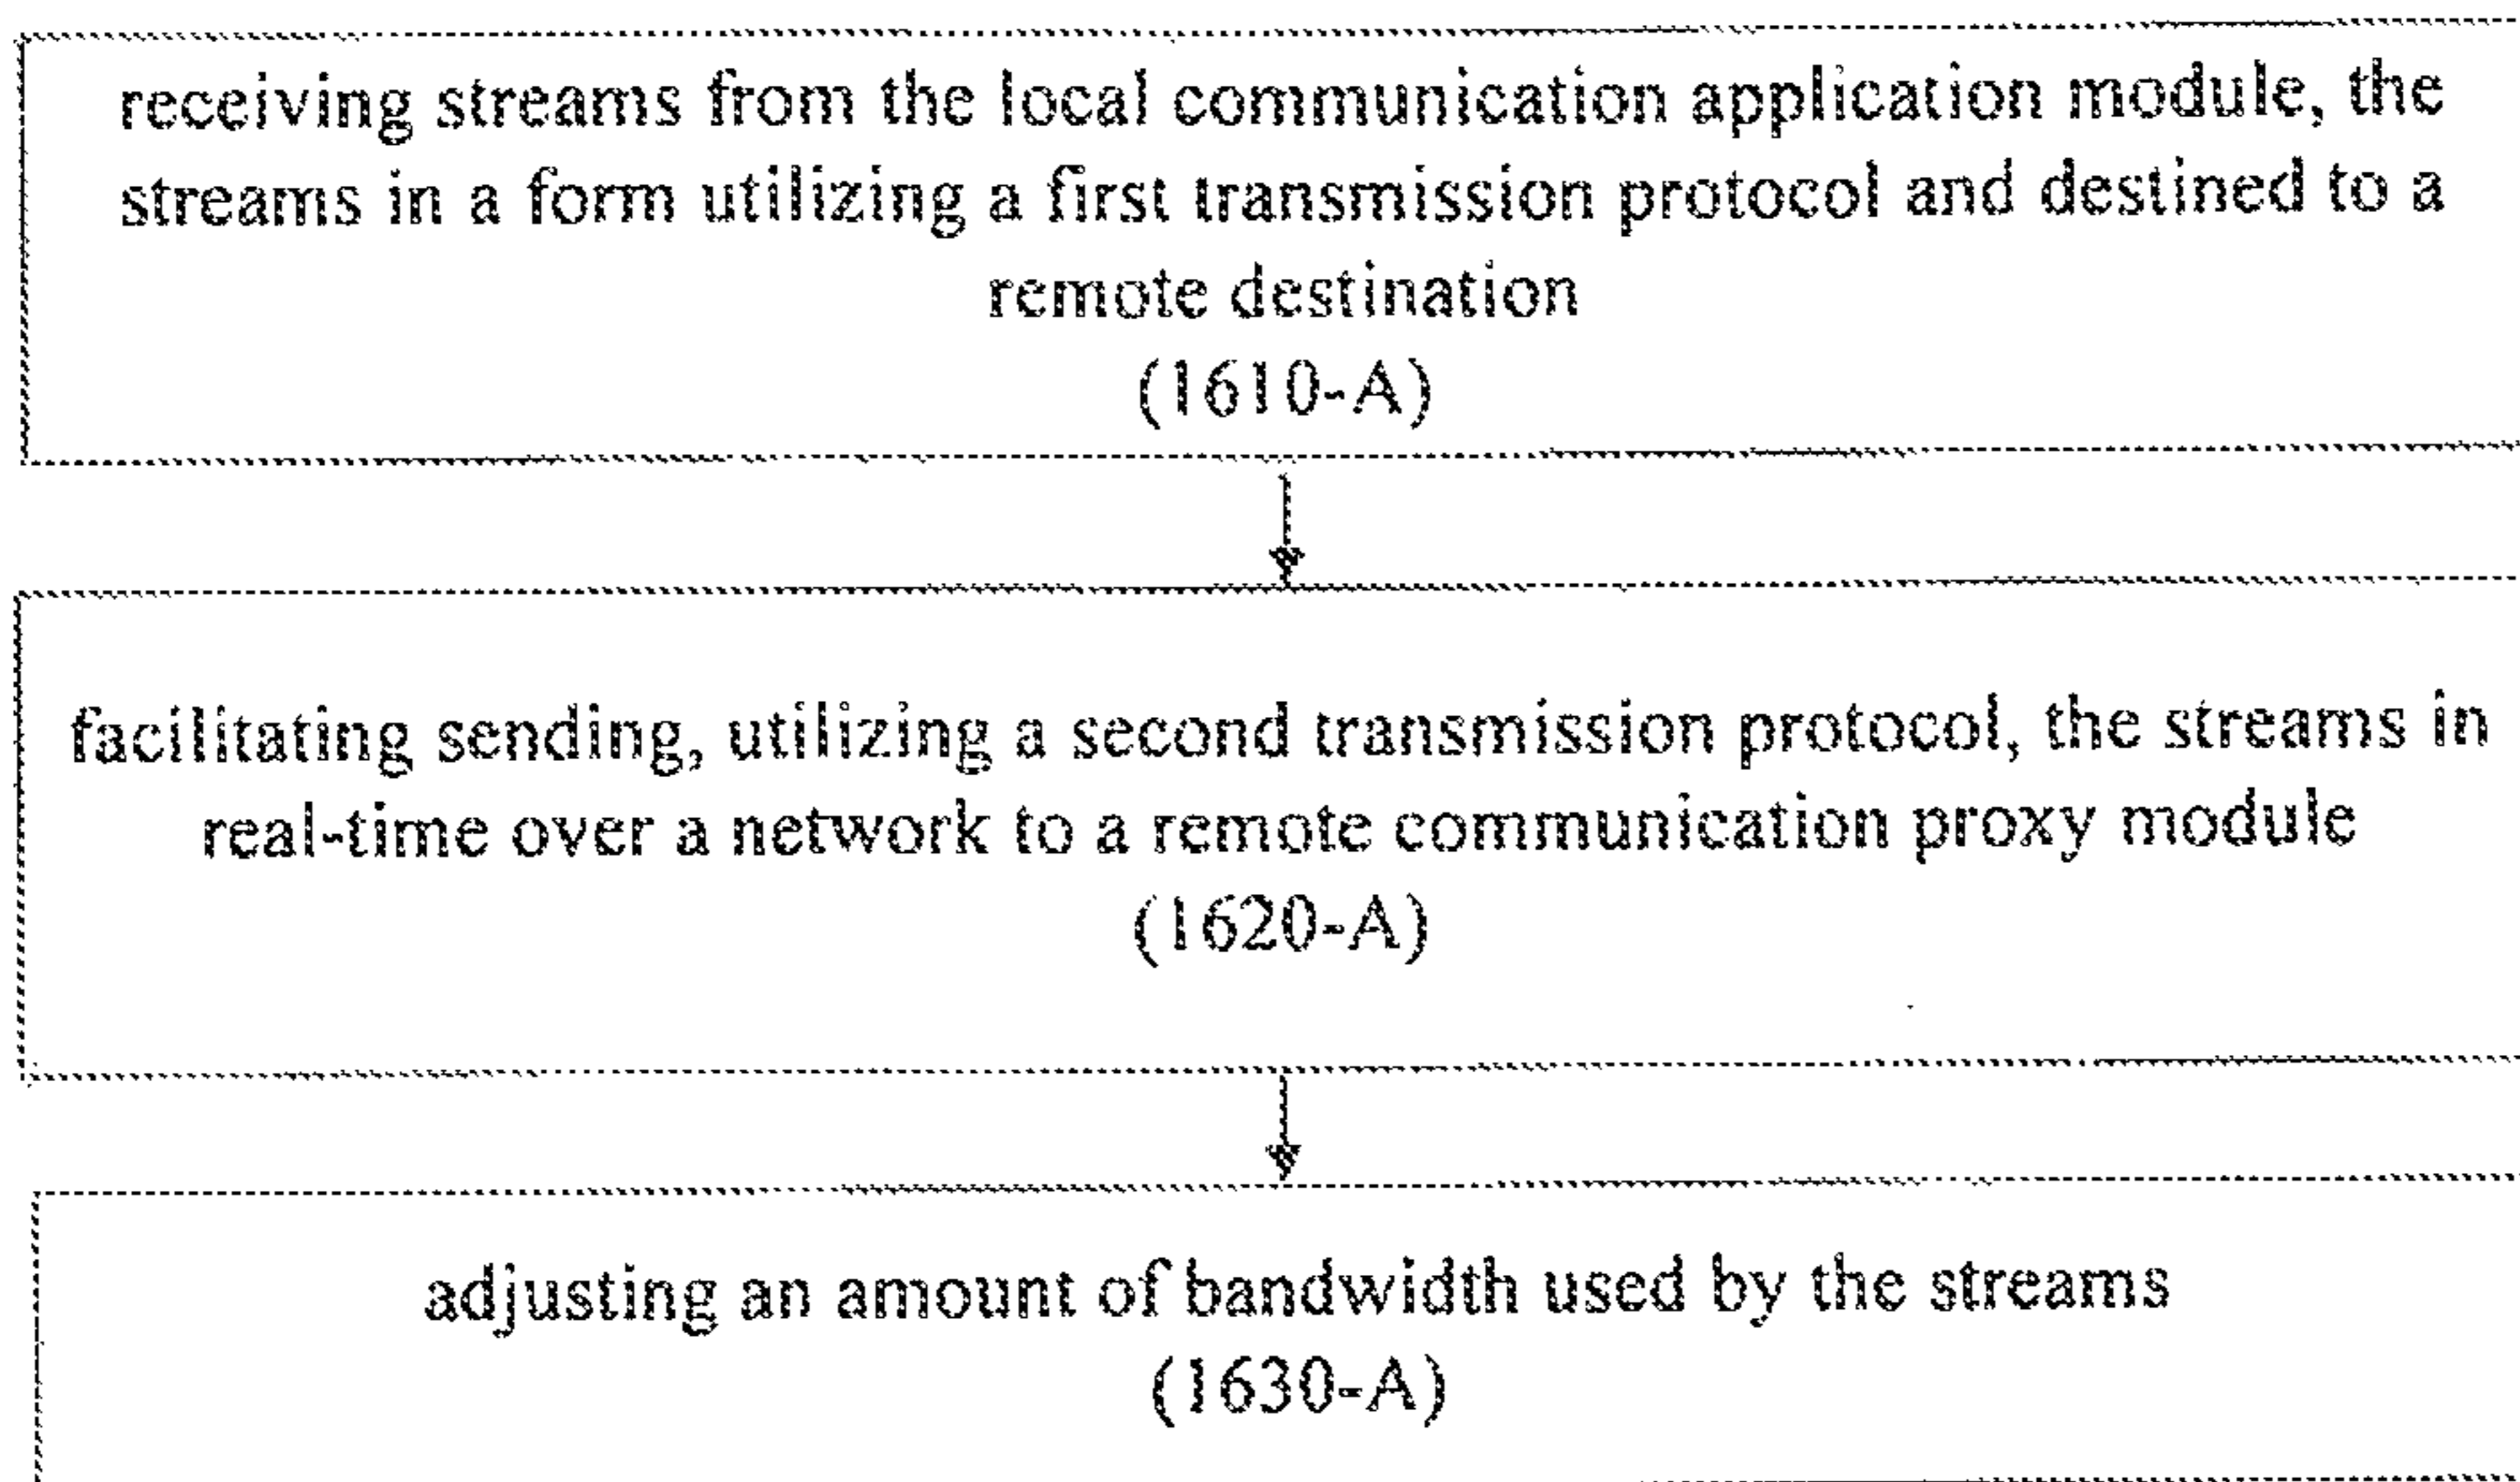 receiving streams from the local communication application module, the
streams in a form utilizing a first transmission protocol and destined to a
remote destination
(1610-A)
facilitating sending, utilizing a second transmission protocol, the streams in
real-time over a network to a remote communication proxy module
(1620-A)
adjusting an amount of bandwidth used by the streams
(1630-A)